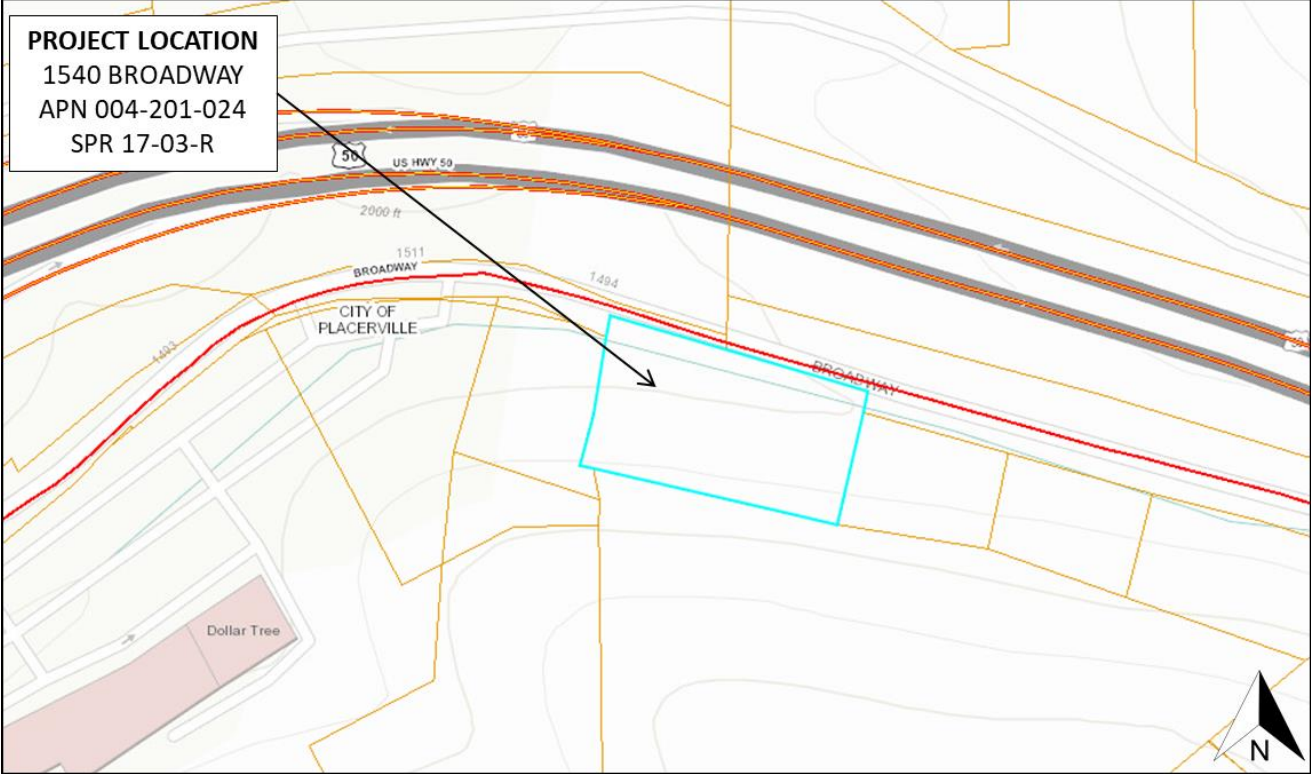 PROJECT LOCATION
1540 BROADWAY
APN 004-201-024
SPR 17-03-R
50
US HWY 50
2000 ft
1511
BROADWAY
1494
CITY OF
PLACERVILLE
1493
BROADWAY
Dollar Tree
N